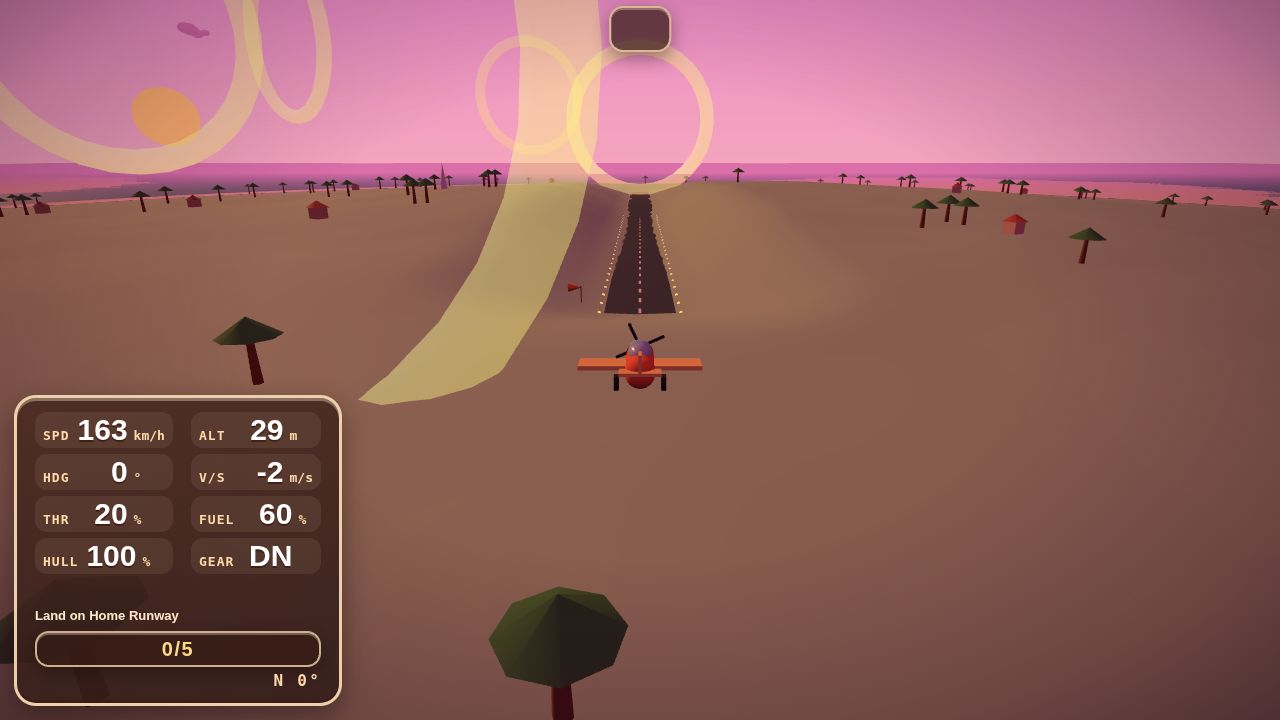 SPD 163 km/h ALT 29 m
HDG 0 ° V/S -2 m/s
THR 20 % FUEL 60 %
HULL 100 % GEAR DN
Land on Home Runway
0/5
N 0°